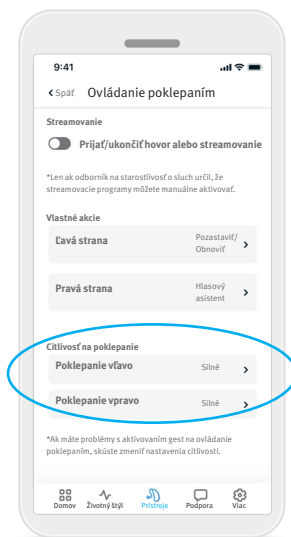 9:41
Späť Ovládanie poklepaním
Streamovanie
Prijať/ukončiť hovor alebo streamovanie
*Len ak odborník na starostlivosť o sluch určil, že
streamovacie programy môžete manuálne aktivovať.
Vlastné akcie
Ľavá strana
Pozastaviť/
Obnoviť
Pravá strana
Hlasový
asistent
Citlivosť na poklepanie
Poklepanie vľavo Silné
Poklepanie vpravo Silné
*Ak máte problémy s aktivovaním gest na ovládanie
poklepaním, skúste zmeniť nastavenia citlivosti.
Domov Životný štýl Prístroje Podpora Viac